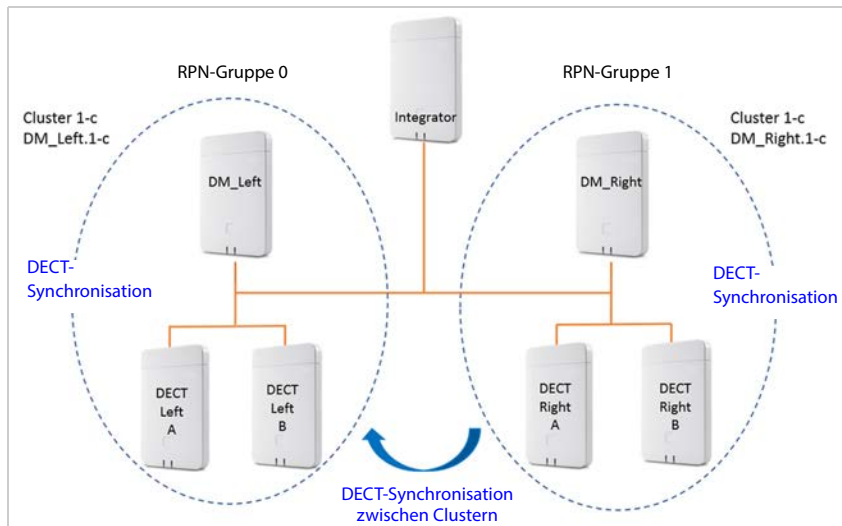 RPN-Gruppe 0
RPN-Gruppe 1
Integrator
Cluster 1-c
DM_Left.1-c
Cluster 1-c
DM_Right.1-c
DM_Left
DM_Right
DECT-
Synchronisation
DECT-
Synchronisation
DECT
Left
A
DECT
Left
B
DECT
Right
A
DECT
Right
B
DECT-Synchronisation
zwischen Clustern